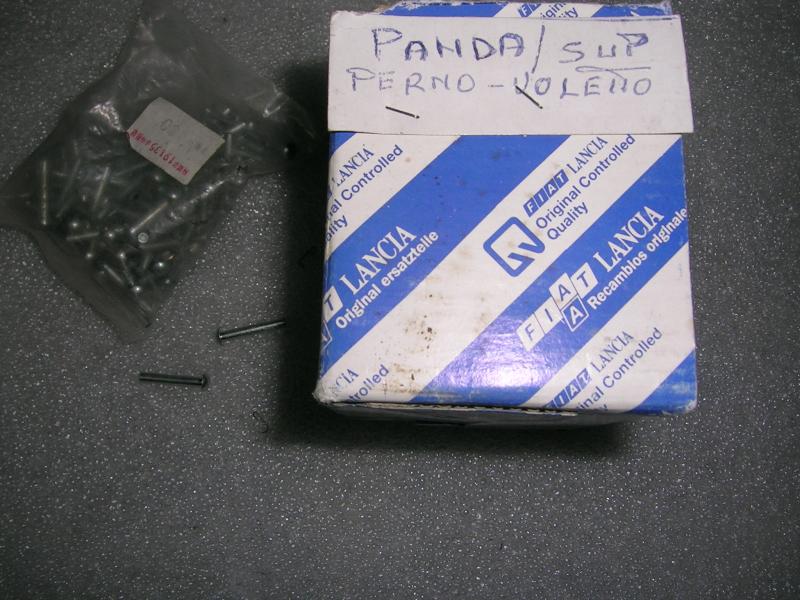 PANDA/SUP
PERNO-VOLENO
FIAT LANCIA
Original Controlled
Quality
FIAT LANCIA
Original ersatzteile
FIAT LANCIA
Original Controlled
Quality
FIAT LANCIA
Recambios originale
FIAT LANCIA
Original Controlled